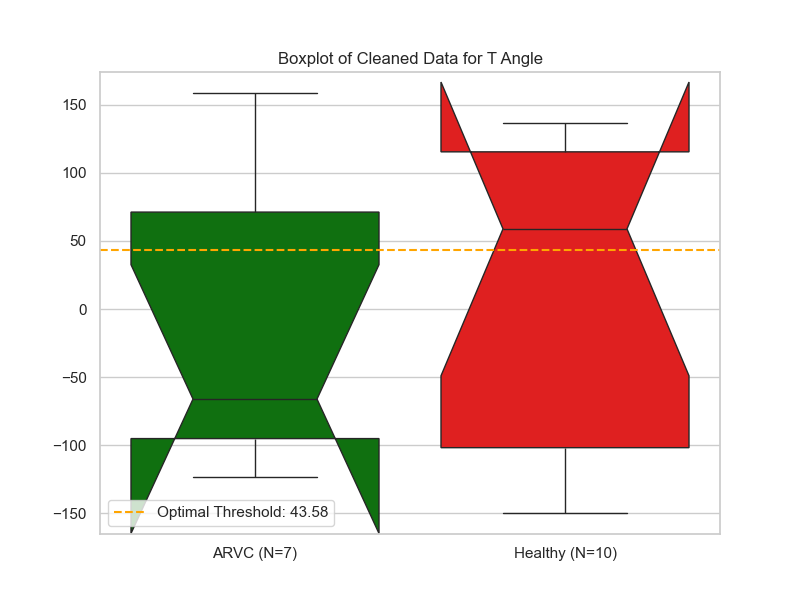 Boxplot of Cleaned Data for T Angle
150
100
50
0
−50
−100
−150
Optimal Threshold: 43.58
ARVC (N=7)
Healthy (N=10)